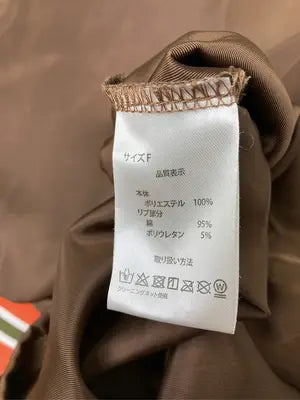 サイズ F
品質表示
本体
ポリエステル 100%
リブ部分
綿 95%
ポリウレタン 5%
取り扱い方法
クリーニングネット使用